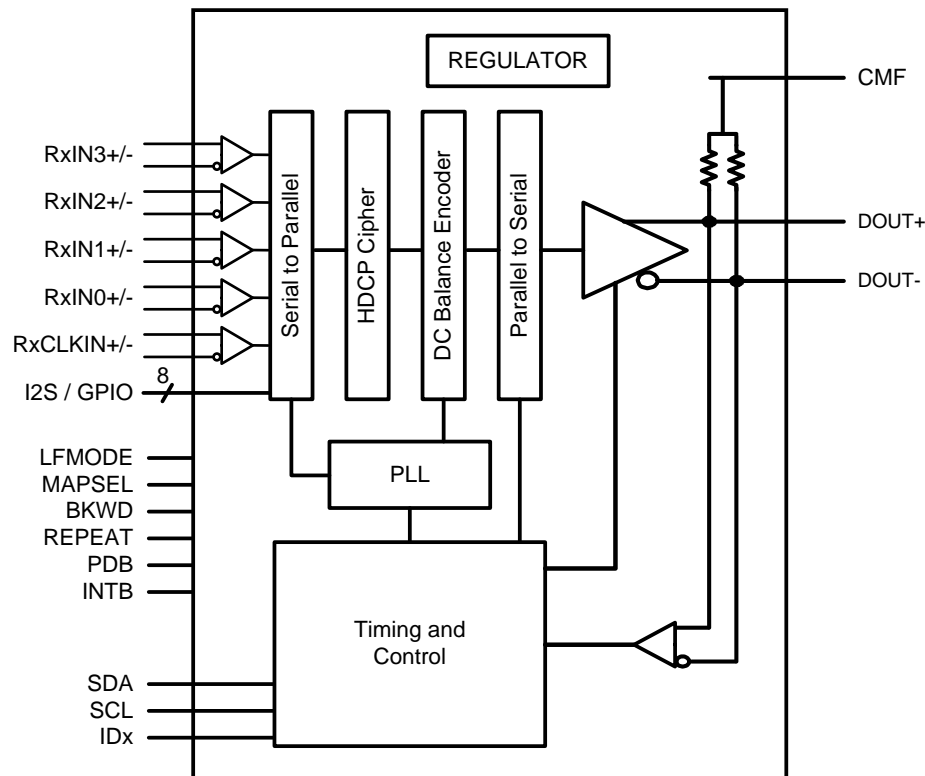 REGULATOR
CMF
RxIN3+/-
RxIN2+/-
RxIN1+/-
RxIN0+/-
RxCLKIN+/-
I2S / GPIO
8
Serial to Parallel
HDCP Cipher
DC Balance Encoder
Parallel to Serial
DOUT+
DOUT-
LFMODE
MAPSEL
BKWD
REPEAT
PDB
INTB
PLL
Timing and
Control
SDA
SCL
IDx